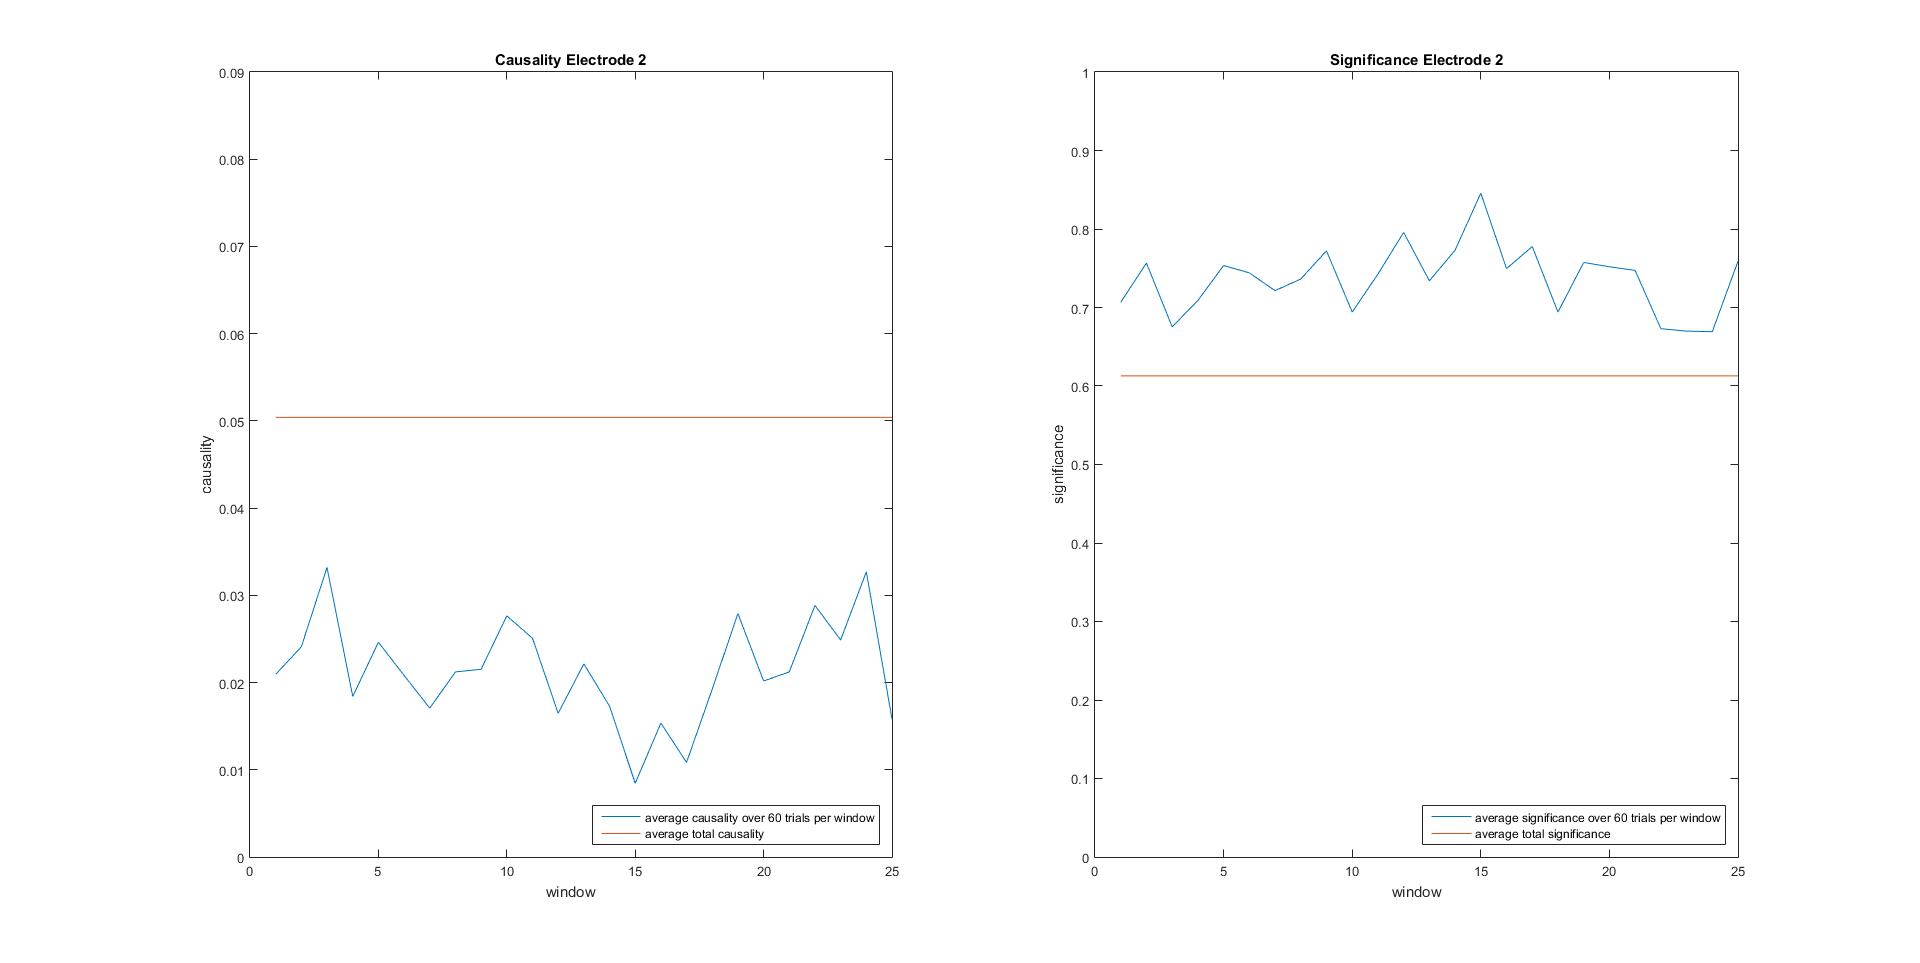 Causality Electrode 2
0.09
0.08
0.07
0.06
0.05
0.04
0.03
0.02
0.01
0
causality
0 5 10 15 20 25
window
average causality over 60 trials per window
average total causality
Significance Electrode 2
1
0.9
0.8
0.7
0.6
0.5
0.4
0.3
0.2
0.1
0
significance
0 5 10 15 20 25
window
average significance over 60 trials per window
average total significance